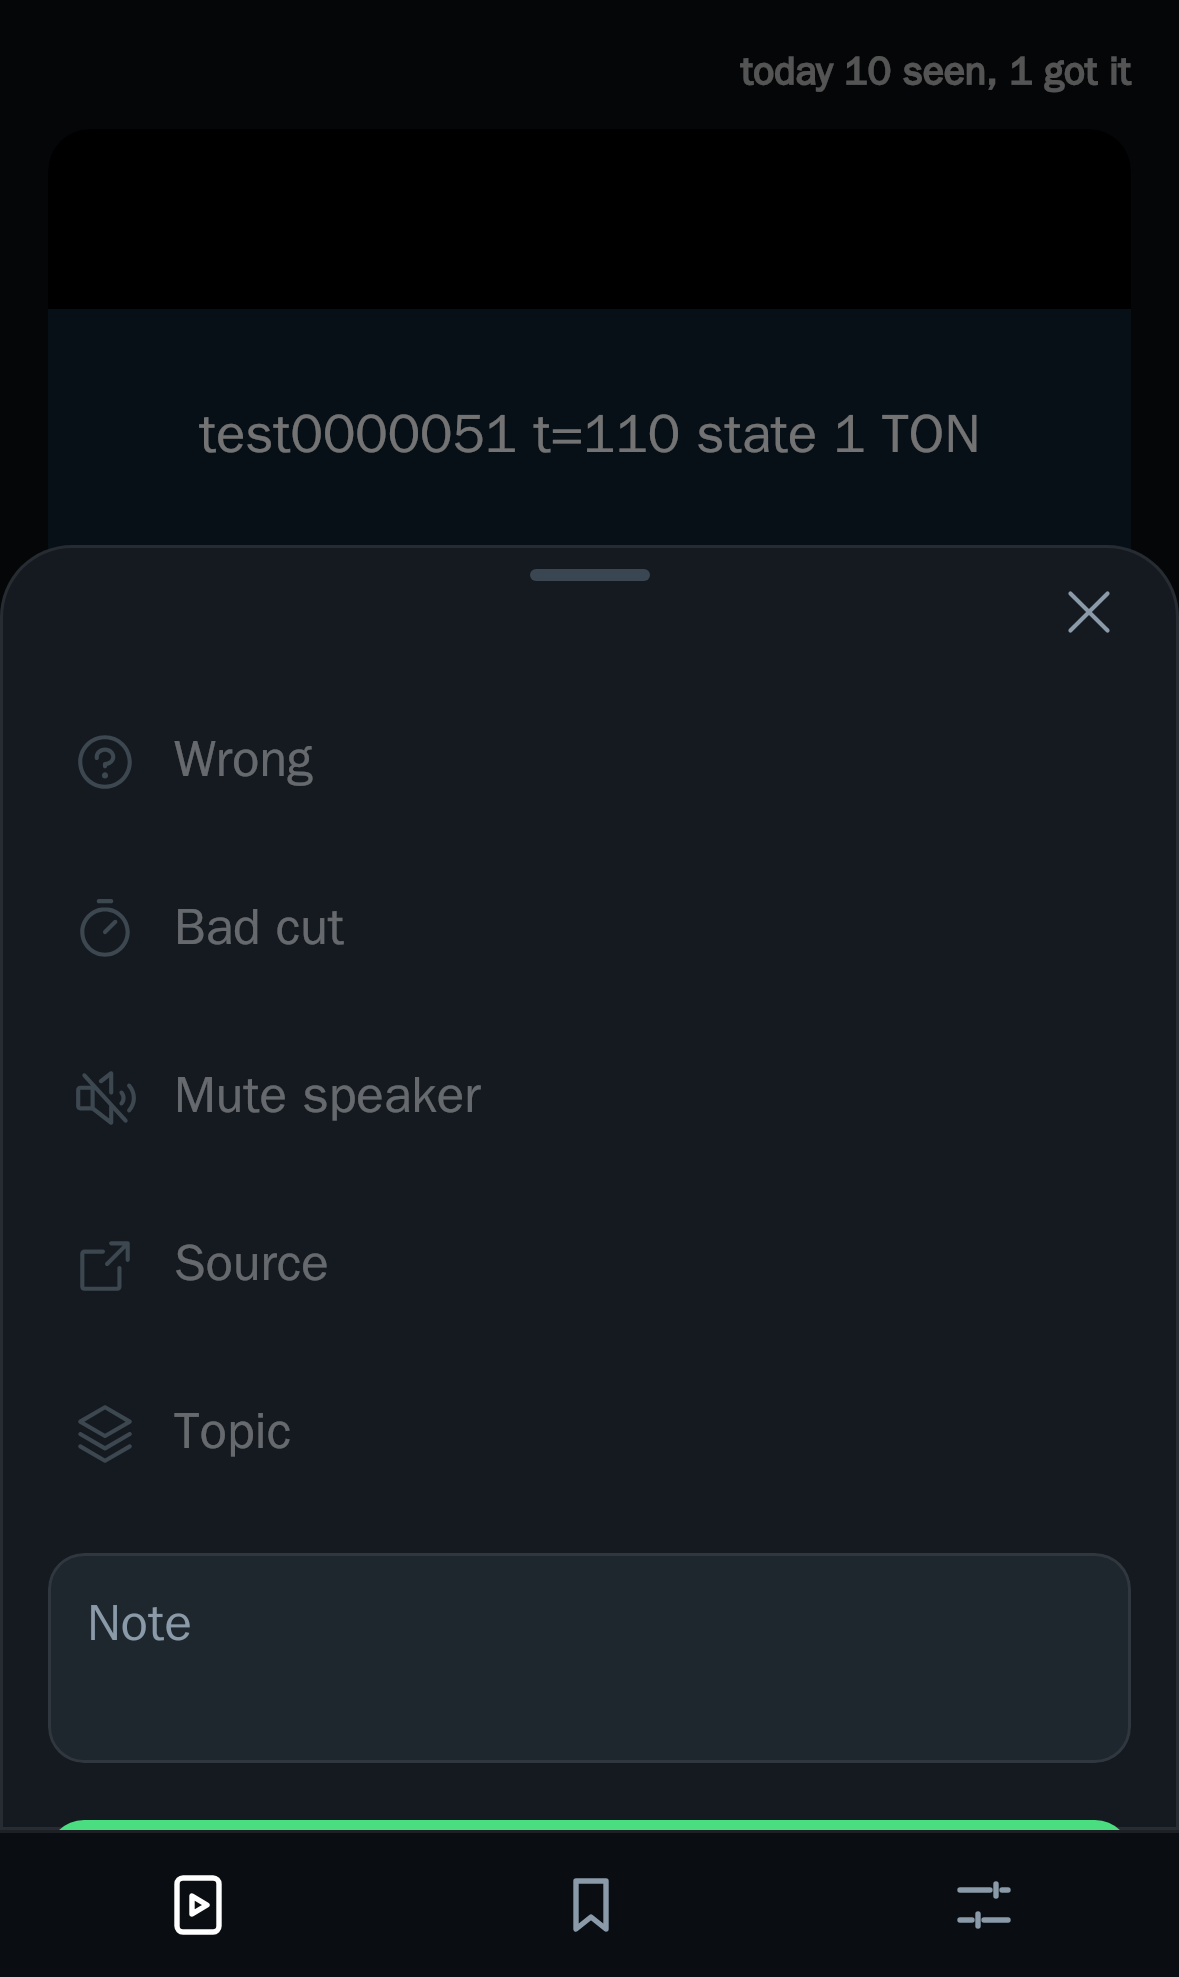 today 10 seen, 1 got it
test0000051 t=110 state 1 TON
Wrong
Bad cut
Mute speaker
Source
Topic
Note